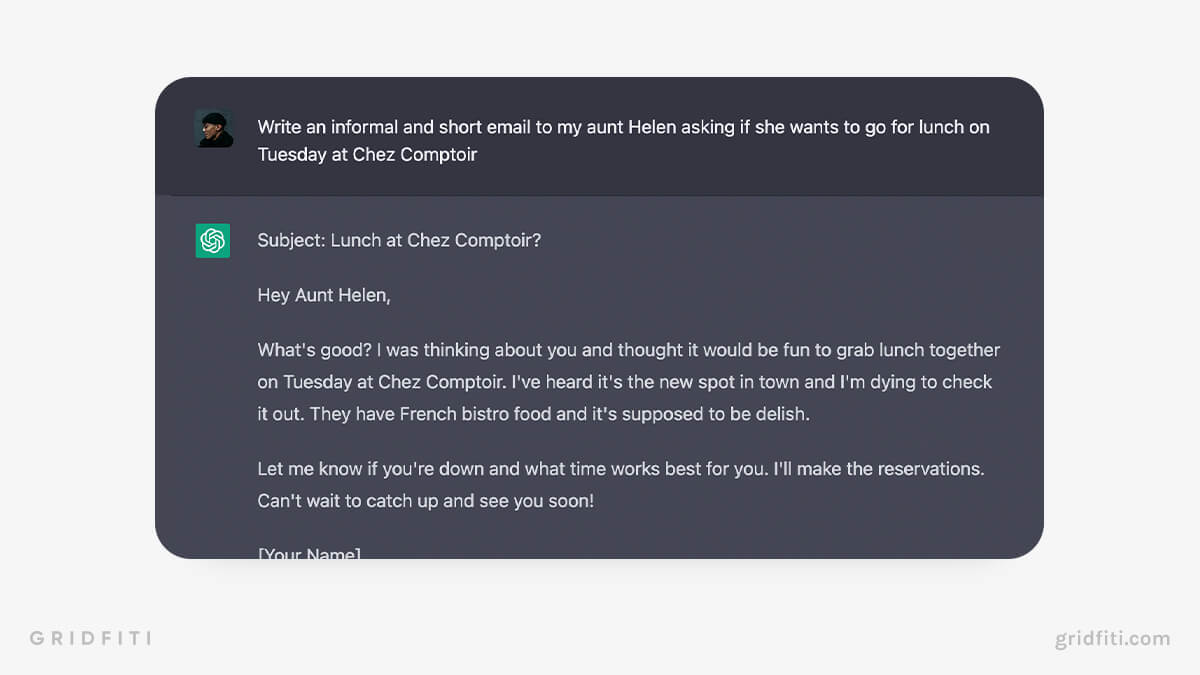 Write an informal and short email to my aunt Helen asking if she wants to go for lunch on
Tuesday at Chez Comptoir
Subject: Lunch at Chez Comptoir?
Hey Aunt Helen,
What's good? I was thinking about you and thought it would be fun to grab lunch together
on Tuesday at Chez Comptoir. I've heard it's the new spot in town and I'm dying to check
it out. They have French bistro food and it's supposed to be delish.
Let me know if you're down and what time works best for you. I'll make the reservations.
Can't wait to catch up and see you soon!
[Your Name]
GRIDFITI
gridfiti.com